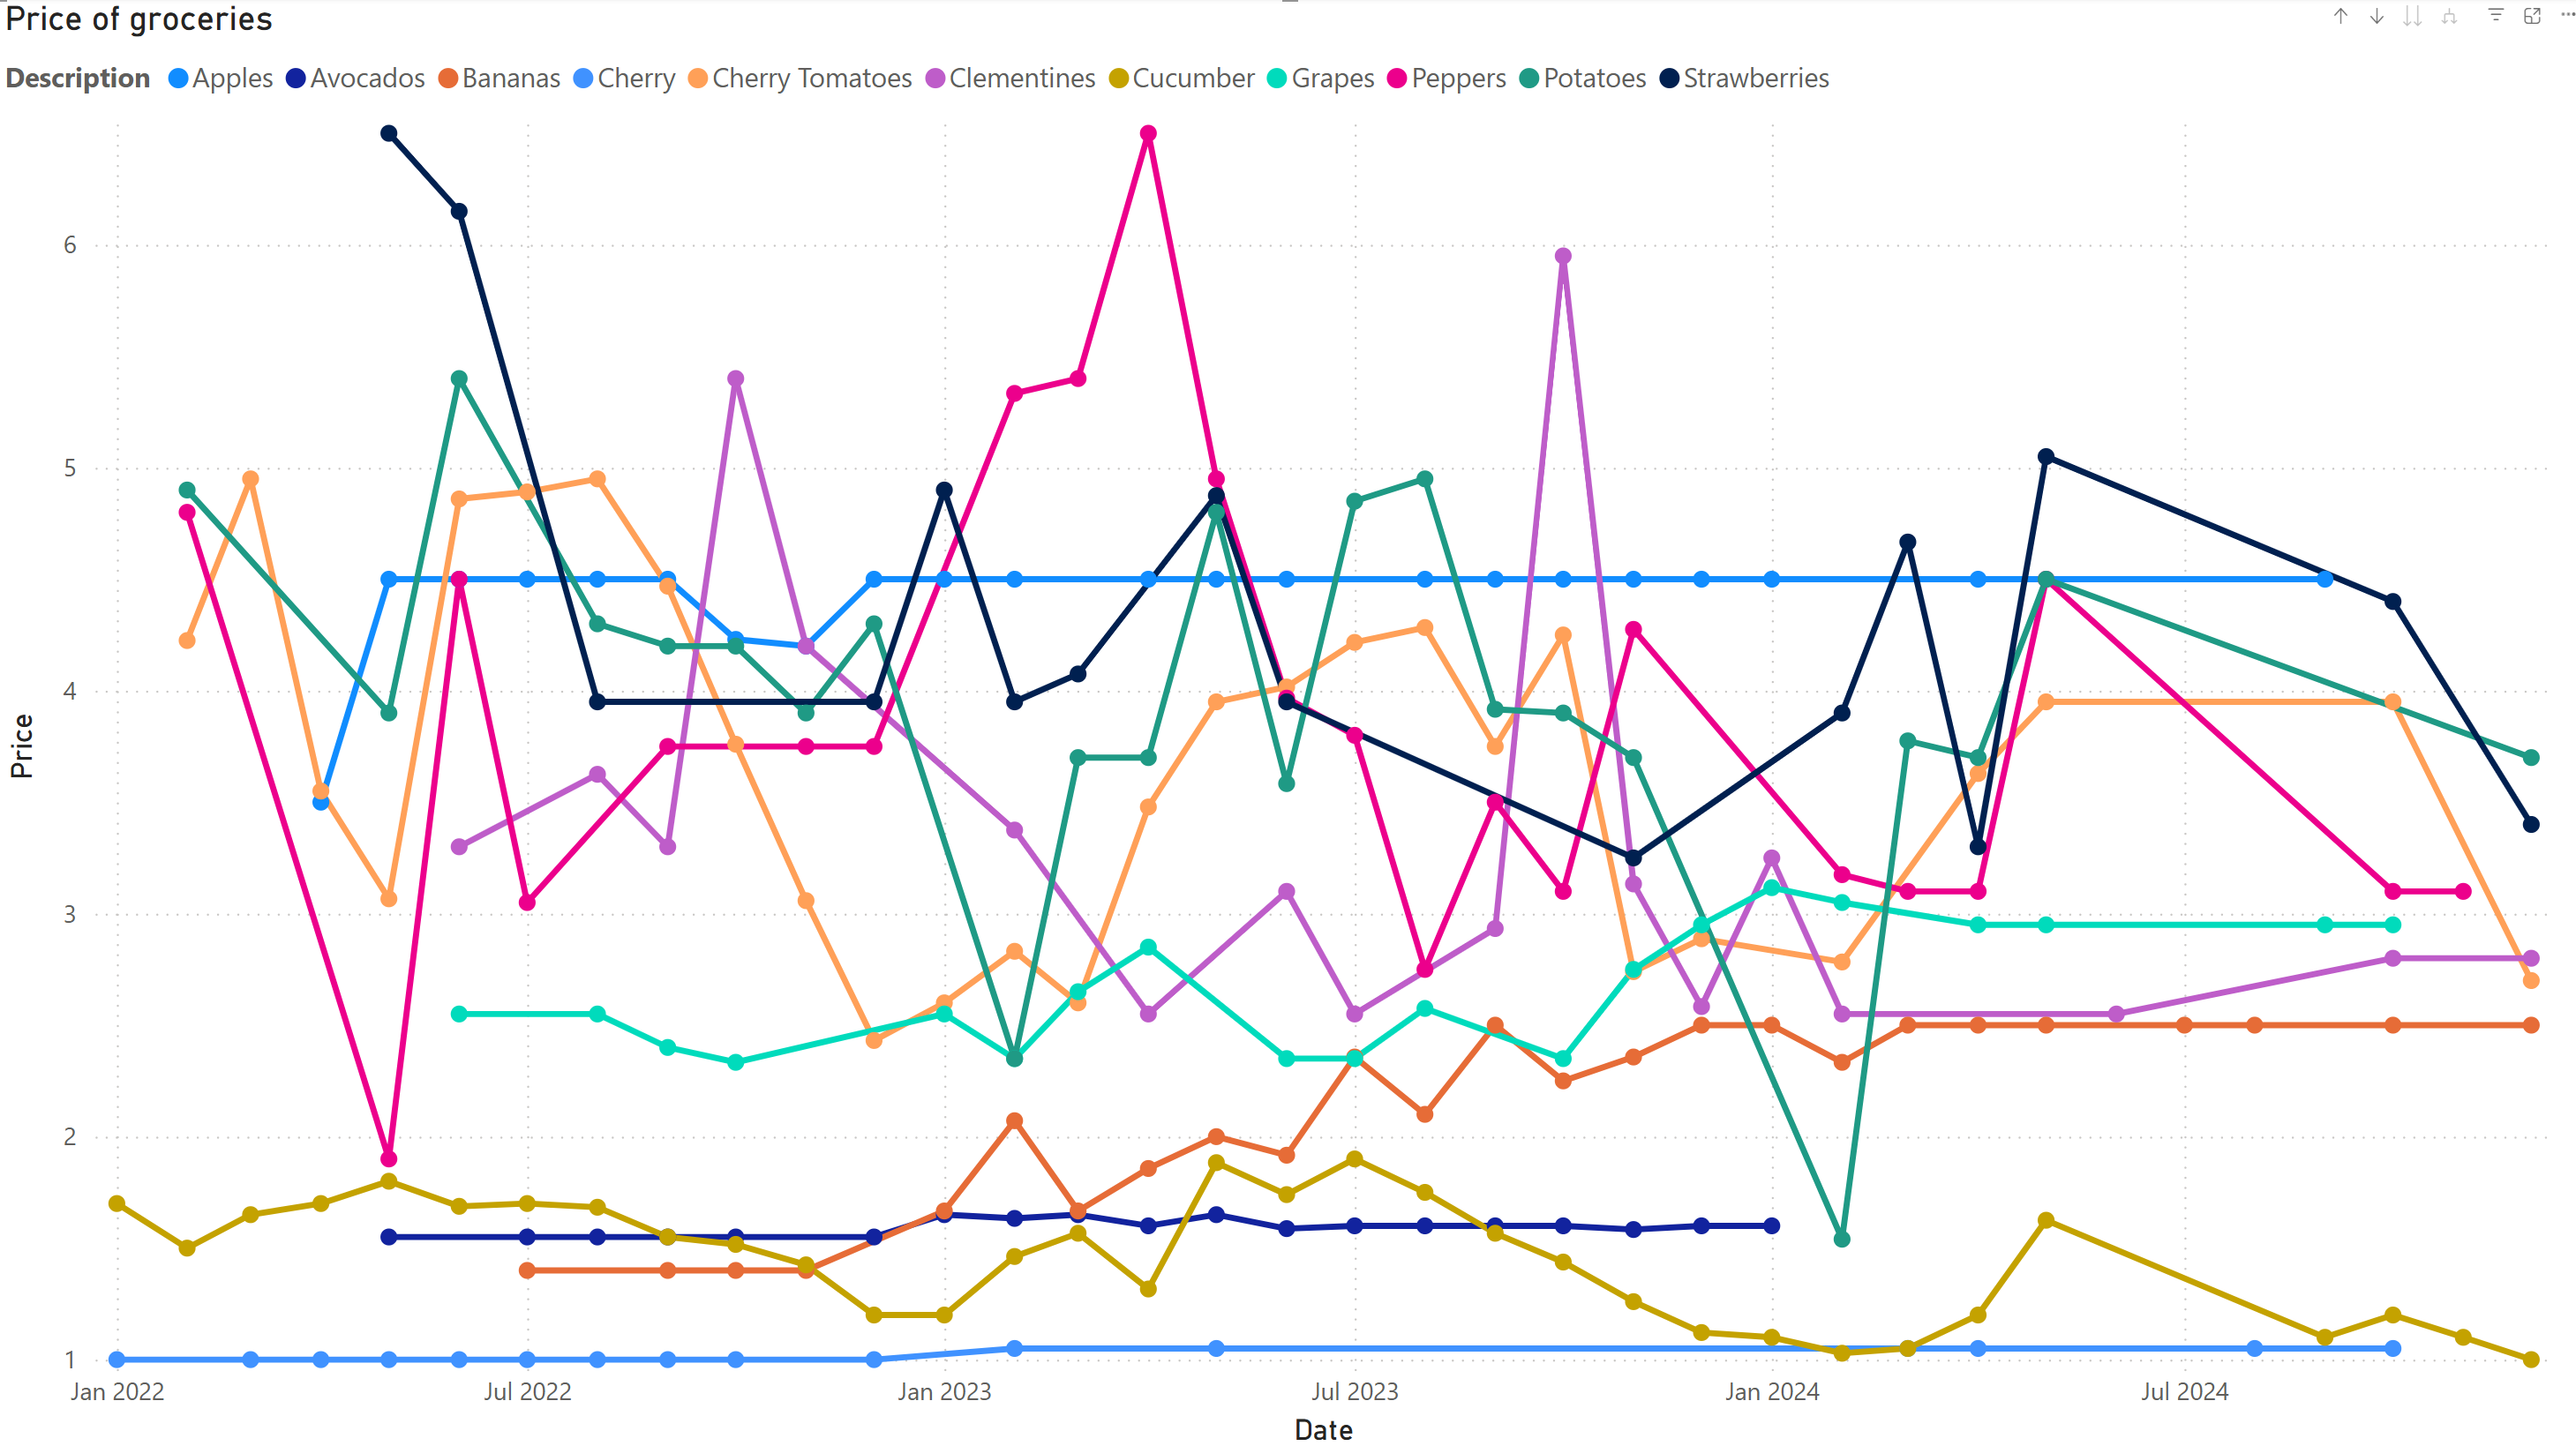 Price of groceries
Description Apples Avocados Bananas Cherry Cherry Tomatoes Clementines Cucumber Grapes Peppers Potatoes Strawberries
6
5
4
3
2
1
Price
Jan 2022 Jul 2022 Jan 2023 Jul 2023 Jan 2024 Jul 2024
Date